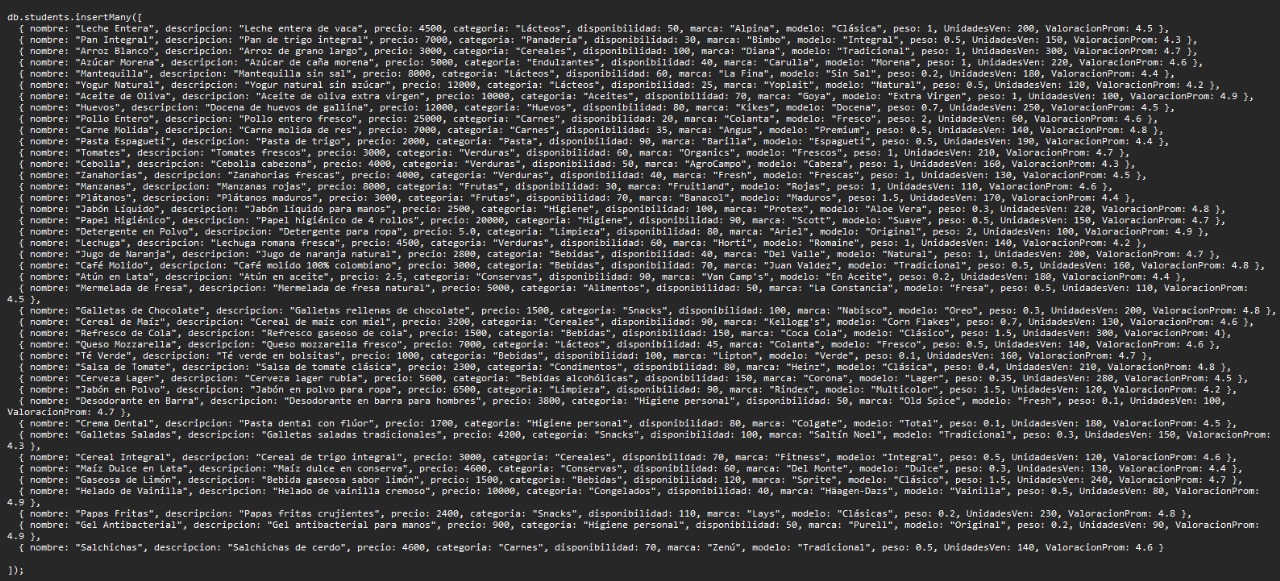 db.students.insertMany([
{ nombre: "Leche Entera", descripcion: "Leche entera de vaca", precio: 4500, categoria: "Lácteos", disponibilidad: 50, marca: "Alpina", modelo: "Clásica", peso: 1, UnidadesVen: 200, ValoracionProm: 4.5 },
{ nombre: "Pan Integral", descripcion: "Pan de trigo integral", precio: 7000, categoria: "Panadería", disponibilidad: 30, marca: "Bimbo", modelo: "Integral", peso: 0.5, UnidadesVen: 150, ValoracionProm: 4.3 },
{ nombre: "Arroz Blanco", descripcion: "Arroz de grano largo", precio: 3000, categoria: "Cereales", disponibilidad: 100, marca: "Diana", modelo: "Tradicional", peso: 1, UnidadesVen: 300, ValoracionProm: 4.7 },
{ nombre: "Azúcar Morena", descripcion: "Azúcar de caña morena", precio: 5000, categoria: "Endulzantes", disponibilidad: 40, marca: "Carulla", modelo: "Morena", peso: 1, UnidadesVen: 220, ValoracionProm: 4.6 },
{ nombre: "Mantequilla", descripcion: "Mantequilla sin sal", precio: 8000, categoria: "Lácteos", disponibilidad: 60, marca: "La Fina", modelo: "Sin Sal", peso: 0.2, UnidadesVen: 180, ValoracionProm: 4.4 },
{ nombre: "Yogur Natural", descripcion: "Yogur natural sin azúcar", precio: 12000, categoria: "Lácteos", disponibilidad: 25, marca: "Yoplait", modelo: "Natural", peso: 0.5, UnidadesVen: 120, ValoracionProm: 4.2 },
{ nombre: "Aceite de Oliva", descripcion: "Aceite de oliva extra virgen", precio: 10000, categoria: "Aceites", disponibilidad: 70, marca: "Goya", modelo: "Extra Virgen", peso: 1, UnidadesVen: 100, ValoracionProm: 4.9 },
{ nombre: "Huevos", descripcion: "Docena de huevos de gallina", precio: 12000, categoria: "Huevos", disponibilidad: 80, marca: "Kikes", modelo: "Docena", peso: 0.7, UnidadesVen: 250, ValoracionProm: 4.5 },
{ nombre: "Pollo Entero", descripcion: "Pollo entero fresco", precio: 25000, categoria: "Carnes", disponibilidad: 20, marca: "Colanta", modelo: "Fresco", peso: 2, UnidadesVen: 60, ValoracionProm: 4.6 },
{ nombre: "Carne Molida", descripcion: "Carne molida de res", precio: 7000, categoria: "Carnes", disponibilidad: 35, marca: "Angus", modelo: "Premium", peso: 0.5, UnidadesVen: 140, ValoracionProm: 4.8 },
{ nombre: "Pasta Espagueti", descripcion: "Pasta de trigo", precio: 2000, categoria: "Pasta", disponibilidad: 90, marca: "Barilla", modelo: "Espagueti", peso: 0.5, UnidadesVen: 190, ValoracionProm: 4.4 },
{ nombre: "Tomates", descripcion: "Tomates frescos", precio: 3000, categoria: "Verduras", disponibilidad: 60, marca: "Organics", modelo: "Frescos", peso: 1, UnidadesVen: 210, ValoracionProm: 4.7 },
{ nombre: "Cebolla", descripcion: "Cebolla cabezona", precio: 4000, categoria: "Verduras", disponibilidad: 50, marca: "AgroCampo", modelo: "Cabeza", peso: 1, UnidadesVen: 160, ValoracionProm: 4.3 },
{ nombre: "Zanahorias", descripcion: "Zanahorias frescas", precio: 4000, categoria: "Verduras", disponibilidad: 40, marca: "Fresh", modelo: "Frescas", peso: 1, UnidadesVen: 130, ValoracionProm: 4.5 },
{ nombre: "Manzanas", descripcion: "Manzanas rojas", precio: 8000, categoria: "Frutas", disponibilidad: 30, marca: "Fruitland", modelo: "Rojas", peso: 1, UnidadesVen: 110, ValoracionProm: 4.6 },
{ nombre: "Plátanos", descripcion: "Plátanos maduros", precio: 3000, categoria: "Frutas", disponibilidad: 70, marca: "Banacol", modelo: "Maduros", peso: 1.5, UnidadesVen: 170, ValoracionProm: 4.4 },
{ nombre: "Jabón Líquido", descripcion: "Jabón líquido para manos", precio: 2500, categoria: "Higiene", disponibilidad: 100, marca: "Protex", modelo: "Aloe Vera", peso: 0.3, UnidadesVen: 220, ValoracionProm: 4.8 },
{ nombre: "Papel Higiénico", descripcion: "Papel higiénico de 4 rollos", precio: 20000, categoria: "Higiene", disponibilidad: 90, marca: "Scott", modelo: "Suave", peso: 0.5, UnidadesVen: 150, ValoracionProm: 4.7 },
{ nombre: "Detergente en Polvo", descripcion: "Detergente para ropa", precio: 5.0, categoria: "Limpieza", disponibilidad: 80, marca: "Ariel", modelo: "Original", peso: 2, UnidadesVen: 100, ValoracionProm: 4.9 },
{ nombre: "Lechuga", descripcion: "Lechuga romana fresca", precio: 4500, categoria: "Verduras", disponibilidad: 60, marca: "Horti", modelo: "Romaine", peso: 1, UnidadesVen: 140, ValoracionProm: 4.2 },
{ nombre: "Jugo de Naranja", descripcion: "Jugo de naranja natural", precio: 2800, categoria: "Bebidas", disponibilidad: 40, marca: "Del Valle", modelo: "Natural", peso: 1, UnidadesVen: 200, ValoracionProm: 4.7 },
{ nombre: "Café Molido", descripcion: "Café molido 100% colombiano", precio: 3000, categoria: "Bebidas", disponibilidad: 70, marca: "Juan Valdez", modelo: "Tradicional", peso: 0.5, UnidadesVen: 160, ValoracionProm: 4.8 },
{ nombre: "Atún en Lata", descripcion: "Atún en aceite", precio: 2.5, categoria: "Conservas", disponibilidad: 90, marca: "Van Camp's", modelo: "En Aceite", peso: 0.2, UnidadesVen: 180, ValoracionProm: 4.4 },
{ nombre: "Mermelada de Fresa", descripcion: "Mermelada de fresa natural", precio: 5000, categoria: "Alimentos", disponibilidad: 50, marca: "La Constancia", modelo: "Fresa", peso: 0.5, UnidadesVen: 110, ValoracionProm:
4.5 },
{ nombre: "Galletas de Chocolate", descripcion: "Galletas rellenas de chocolate", precio: 1500, categoria: "Snacks", disponibilidad: 100, marca: "Nabisco", modelo: "Oreo", peso: 0.3, UnidadesVen: 200, ValoracionProm: 4.8 },
{ nombre: "Cereal de Maíz", descripcion: "Cereal de maíz con miel", precio: 3200, categoria: "Cereales", disponibilidad: 90, marca: "Kellogg's", modelo: "Corn Flakes", peso: 0.7, UnidadesVen: 130, ValoracionProm: 4.6 },
{ nombre: "Refresco de Cola", descripcion: "Refresco gaseoso de cola", precio: 1500, categoria: "Bebidas", disponibilidad: 150, marca: "Coca Cola", modelo: "Clásico", peso: 1.5, UnidadesVen: 300, ValoracionProm: 4},
{ nombre: "Queso Mozzarella", descripcion: "Queso mozzarella fresco", precio: 7000, categoria: "Lácteos", disponibilidad: 45, marca: "Colanta", modelo: "Fresco", peso: 0.5, UnidadesVen: 140, ValoracionProm: 4.6 },
{ nombre: "Té Verde", descripcion: "Té verde en bolsitas", precio: 1000, categoria: "Bebidas", disponibilidad: 100, marca: "Lipton", modelo: "Verde", peso: 0.1, UnidadesVen: 160, ValoracionProm: 4.7 },
{ nombre: "Salsa de Tomate", descripcion: "Salsa de tomate clásica", precio: 2300, categoria: "Condimentos", disponibilidad: 80, marca: "Heinz", modelo: "Clásica", peso: 0.4, UnidadesVen: 210, ValoracionProm: 4.8 },
{ nombre: "Cerveza Lager", descripcion: "Cerveza lager rubia", precio: 5600, categoria: "Bebidas alcohólicas", disponibilidad: 150, marca: "Corona", modelo: "Lager", peso: 0.35, UnidadesVen: 280, ValoracionProm: 4.5 },
{ nombre: "Jabón en Polvo", descripcion: "Jabón en polvo para ropa", precio: 6500, categoria: "Limpieza", disponibilidad: 90, marca: "Rindex", modelo: "Multicolor", peso: 1.5, UnidadesVen: 120, ValoracionProm: 4.2 },
{ nombre: "Desodorante en Barra", descripcion: "Desodorante en barra para hombres", precio: 3800, categoria: "Higiene personal", disponibilidad: 50, marca: "Old Spice", modelo: "Fresh", peso: 0.1, UnidadesVen: 100,
ValoracionProm: 4.7 },
{ nombre: "Crema Dental", descripcion: "Pasta dental con flúor", precio: 1700, categoria: "Higiene personal", disponibilidad: 80, marca: "Colgate", modelo: "Total", peso: 0.1, UnidadesVen: 180, ValoracionProm: 4.5 },
{ nombre: "Galletas Saladas", descripcion: "Galletas saladas tradicionales", precio: 4200, categoria: "Snacks", disponibilidad: 100, marca: "Saltín Noel", modelo: "Tradicional", peso: 0.3, UnidadesVen: 150, ValoracionProm:
4.3 },
{ nombre: "Cereal Integral", descripcion: "Cereal de trigo integral", precio: 3000, categoria: "Cereales", disponibilidad: 70, marca: "Fitness", modelo: "Integral", peso: 0.5, UnidadesVen: 120, ValoracionProm: 4.6 },
{ nombre: "Maíz Dulce en Lata", descripcion: "Maíz dulce en conserva", precio: 4600, categoria: "Conservas", disponibilidad: 60, marca: "Del Monte", modelo: "Dulce", peso: 0.3, UnidadesVen: 130, ValoracionProm: 4.4 },
{ nombre: "Gaseosa de Limón", descripcion: "Bebida gaseosa sabor limón", precio: 1500, categoria: "Bebidas", disponibilidad: 120, marca: "Sprite", modelo: "Clásico", peso: 1.5, UnidadesVen: 240, ValoracionProm: 4.7 },
{ nombre: "Helado de Vainilla", descripcion: "Helado de vainilla cremoso", precio: 10000, categoria: "Congelados", disponibilidad: 40, marca: "Häagen-Dazs", modelo: "Vainilla", peso: 0.5, UnidadesVen: 80, ValoracionProm:
4.9 },
{ nombre: "Papas Fritas", descripcion: "Papas fritas crujientes", precio: 2400, categoria: "Snacks", disponibilidad: 110, marca: "Lays", modelo: "Clásicas", peso: 0.2, UnidadesVen: 230, ValoracionProm: 4.8 },
{ nombre: "Gel Antibacterial", descripcion: "Gel antibacterial para manos", precio: 900, categoria: "Higiene personal", disponibilidad: 50, marca: "Purell", modelo: "Original", peso: 0.2, UnidadesVen: 90, ValoracionProm:
4.9 },
{ nombre: "Salchichas", descripcion: "Salchichas de cerdo", precio: 4600, categoria: "Carnes", disponibilidad: 70, marca: "Zenú", modelo: "Tradicional", peso: 0.5, UnidadesVen: 140, ValoracionProm: 4.6 }
]);